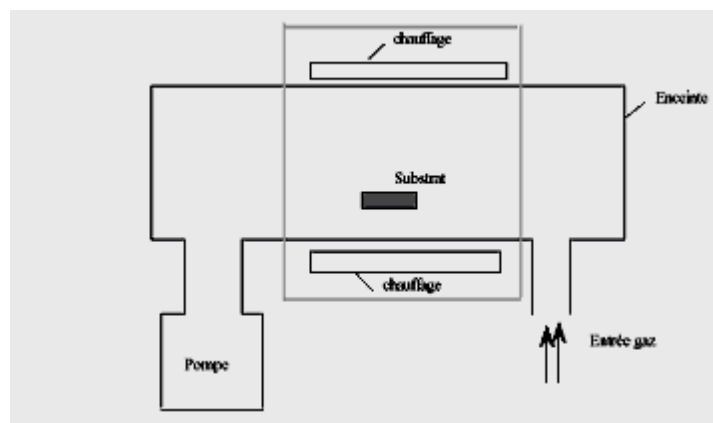 chauffage
Enceinte
Substrat
chauffage
Entrée gaz
Pompe